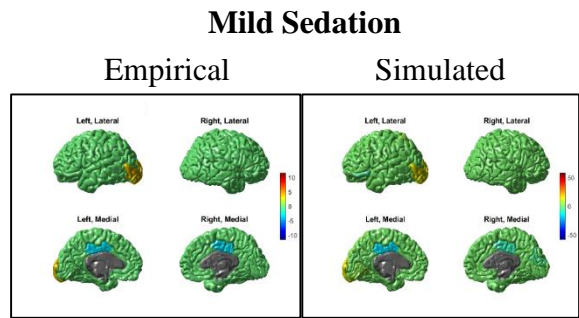 Mild Sedation
Empirical Simulated
Left, Lateral Right, Lateral Left, Lateral Right, Lateral
10
5
0
-5
-10
50
0
-50
Left, Medial Right, Medial Left, Medial Right, Medial